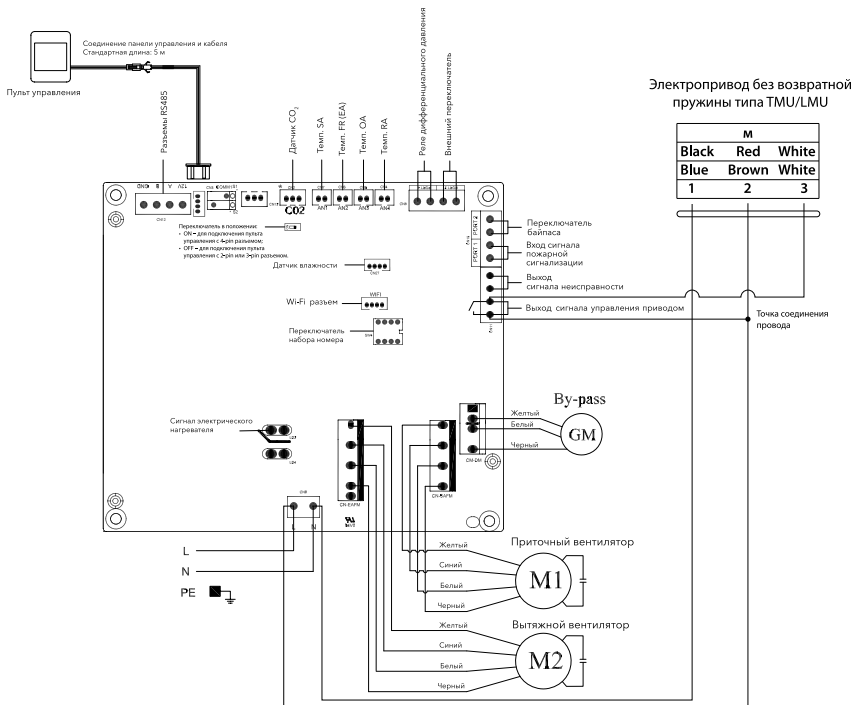 Соединение панели управления и кабеля
Стандартная длина: 5 м
Пульт управления
Разъемы RS485
Датчик CO₂
Темп. SA
Темп. FR (EA)
Темп. OA
Темп. RA
Реле дифференциального давления
Внешний переключатель
Электропривод без возвратной
пружины типа TMU/LMU
M
Black Red White
Blue Brown White
1 2 3
GND B A 12V
CO2
AN1 AN2 AN3 AN4
Переключатель в положении:
• ON – для подключения пульта
управления с 4-pin разъемом;
• OFF – для подключения пульта
управления с 2-pin или 3-pin разъемом.
PORT 2
PORT 1
Переключатель
байпаса
Вход сигнала
пожарной
сигнализации
Выход
сигнала неисправности
Выход сигнала управления приводом
Точка соединения
провода
Датчик влажности
Wi-Fi разъем
WIFI
Переключатель
набора номера
Сигнал электрического
нагревателя
By-pass
Желтый
Белый
Черный
GM
CN-EAFM
L N
L
N
PE
Приточный вентилятор
Желтый
Синий
Белый
Черный
M1
Вытяжной вентилятор
Желтый
Синий
Белый
Черный
M2